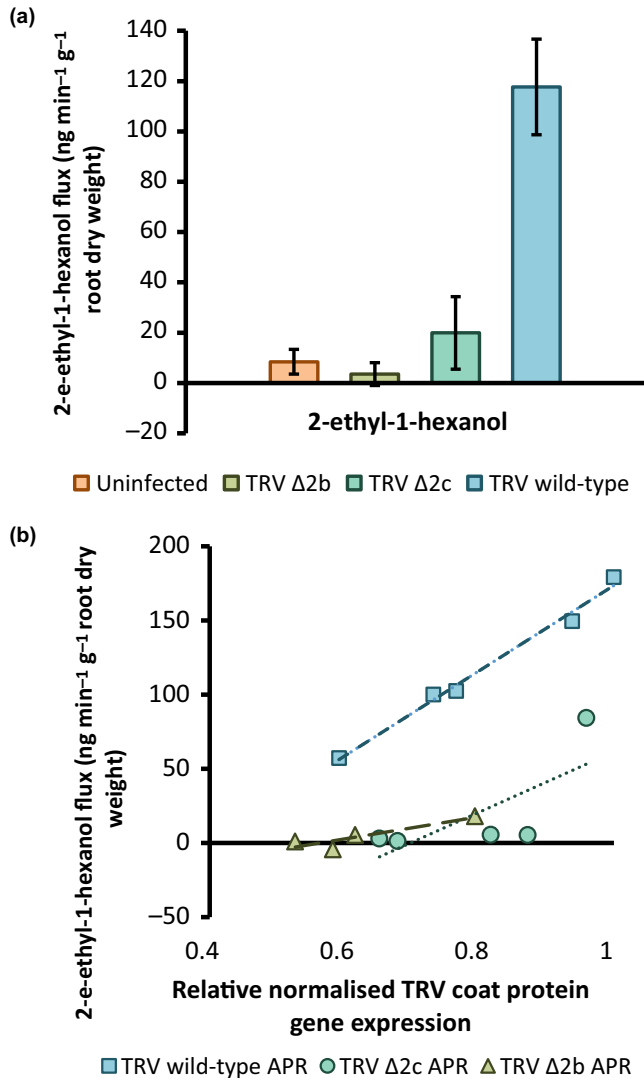 (a)
2-e-ethyl-1-hexanol flux (ng min⁻¹ g⁻¹
root dry weight)
140
120
100
80
60
40
20
0
–20
2-ethyl-1-hexanol
Uninfected TRV Δ2b TRV Δ2c TRV wild-type
(b)
2-e-ethyl-1-hexanol flux (ng min⁻¹ g⁻¹ root dry
weight)
200
150
100
50
0
–50
0.4 0.6 0.8 1
Relative normalised TRV coat protein
gene expression
TRV wild-type APR TRV Δ2c APR TRV Δ2b APR